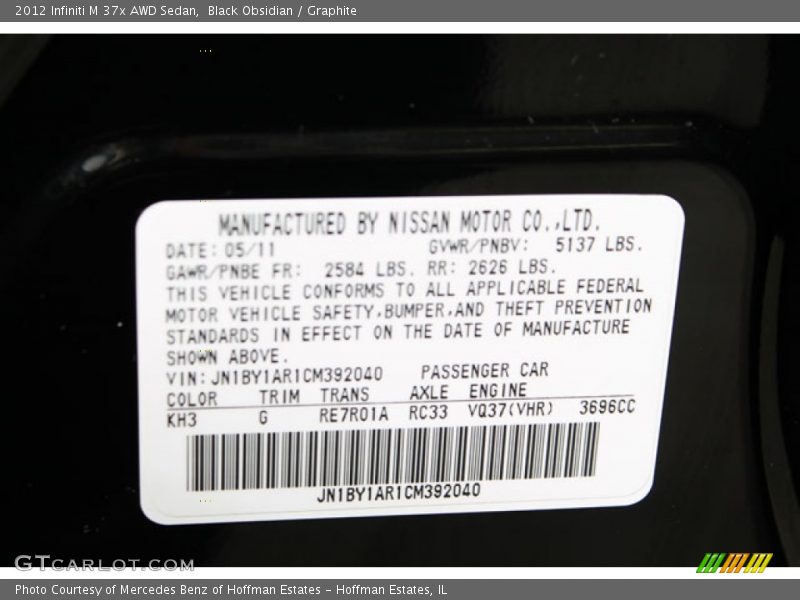 2012 Infiniti M 37x AWD Sedan,  Black Obsidian / Graphite
MANUFACTURED BY NISSAN MOTOR CO.,LTD.
DATE: 05/11 GVWR/PNBV: 5137 LBS.
GAWR/PNBE FR: 2584 LBS. RR: 2626 LBS.
THIS VEHICLE CONFORMS TO ALL APPLICABLE FEDERAL
MOTOR VEHICLE SAFETY,BUMPER,AND THEFT PREVENTION
STANDARDS IN EFFECT ON THE DATE OF MANUFACTURE
SHOWN ABOVE.
VIN: JN1BY1AR1CM392040 PASSENGER CAR
COLOR TRIM TRANS AXLE ENGINE
KH3 G RE7R01A RC33 VQ37(VHR) 3696CC
JN1BY1AR1CM392040
GTCARLOT.COM
Photo Courtesy of Mercedes Benz of Hoffman Estates - Hoffman Estates, IL